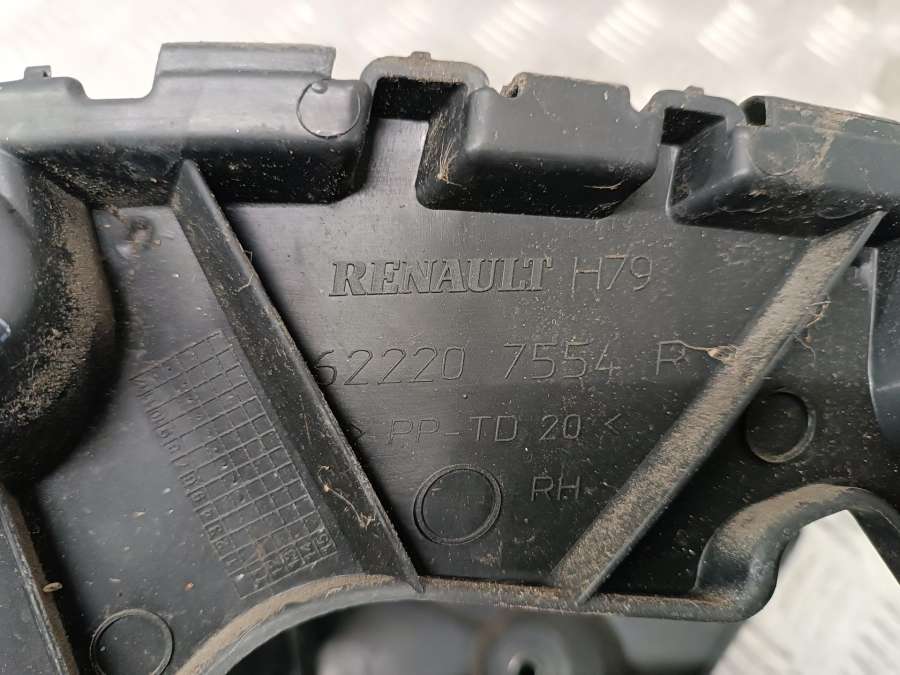 RENAULT H79
62220 7554 R
> PP-TD 20 <
RH